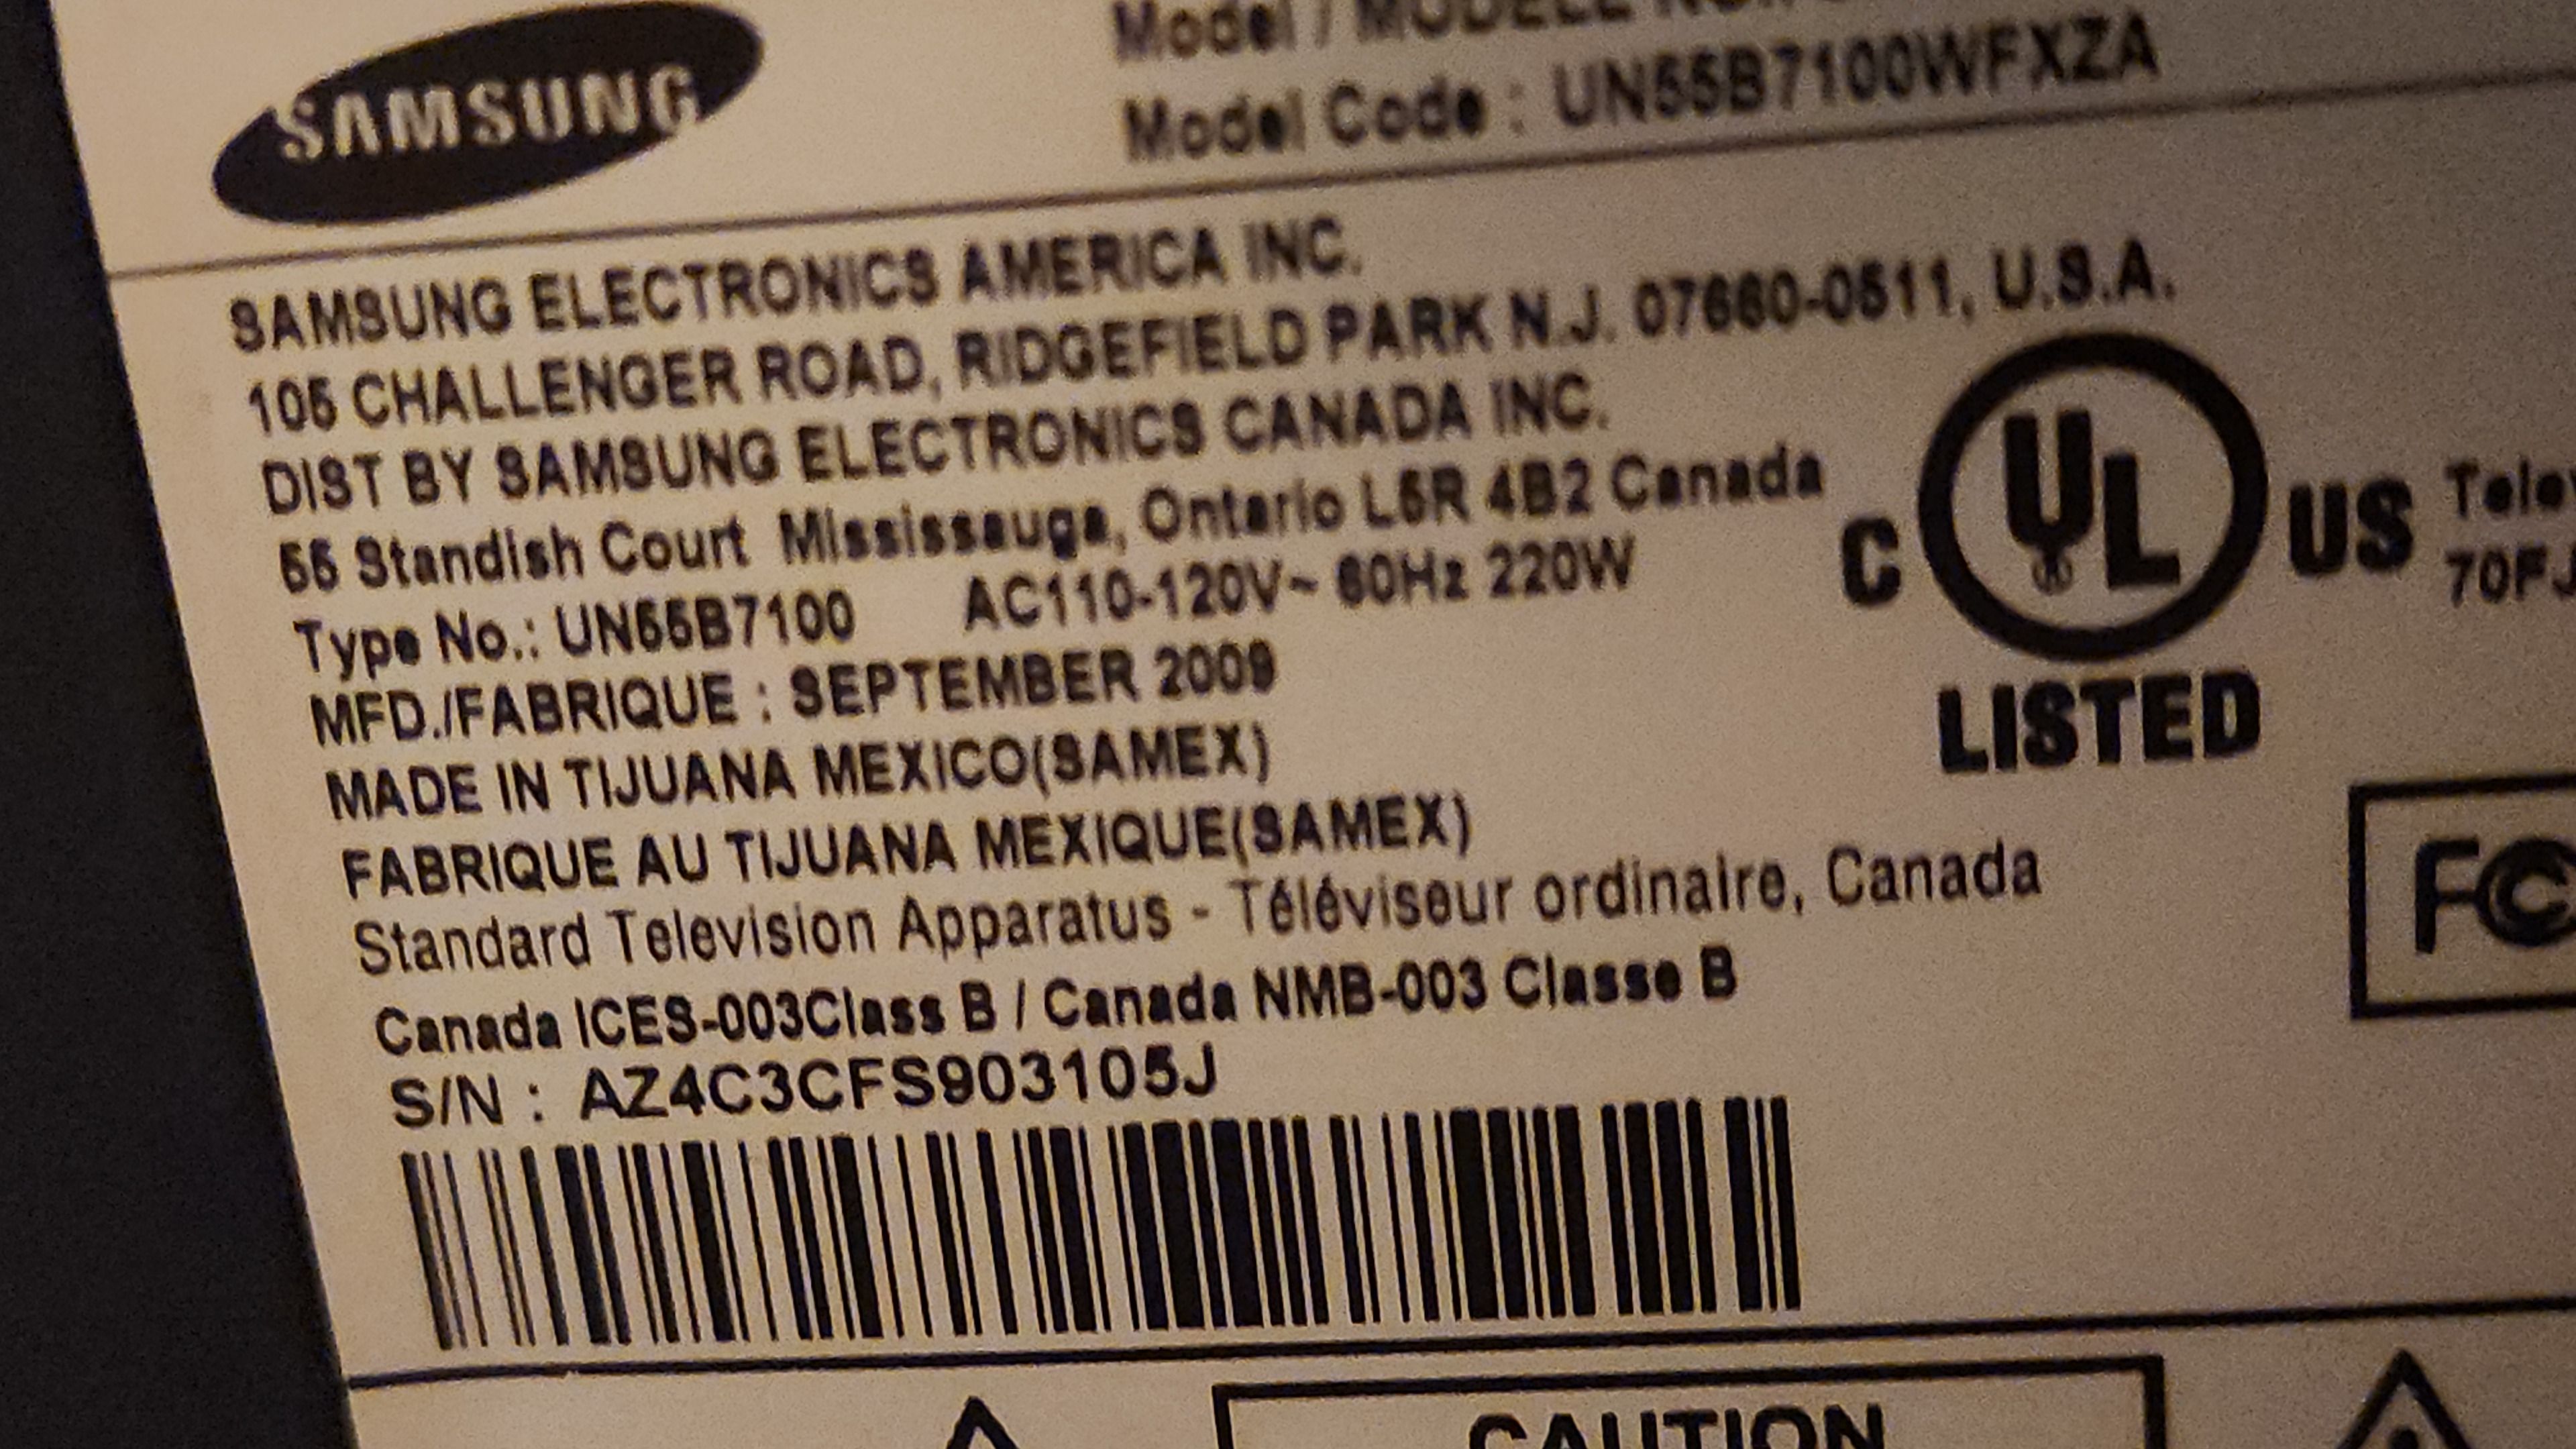 SAMSUNG
Model / MODELE
Model Code : UN55B7100WFXZA
SAMSUNG ELECTRONICS AMERICA INC.
105 CHALLENGER ROAD, RIDGEFIELD PARK N.J. 07660-0511, U.S.A.
DIST BY SAMSUNG ELECTRONICS CANADA INC.
55 Standish Court Mississauga, Ontario L5R 4B2 Canada
Type No.: UN55B7100 AC110-120V~ 60Hz 220W
MFD./FABRIQUE : SEPTEMBER 2009
MADE IN TIJUANA MEXICO(SAMEX)
FABRIQUE AU TIJUANA MEXIQUE(SAMEX)
Standard Television Apparatus - Téléviseur ordinaire, Canada
Canada ICES-003Class B / Canada NMB-003 Classe B
S/N : AZ4C3CFS903105J
C UL US
LISTED
FC
CAUTION